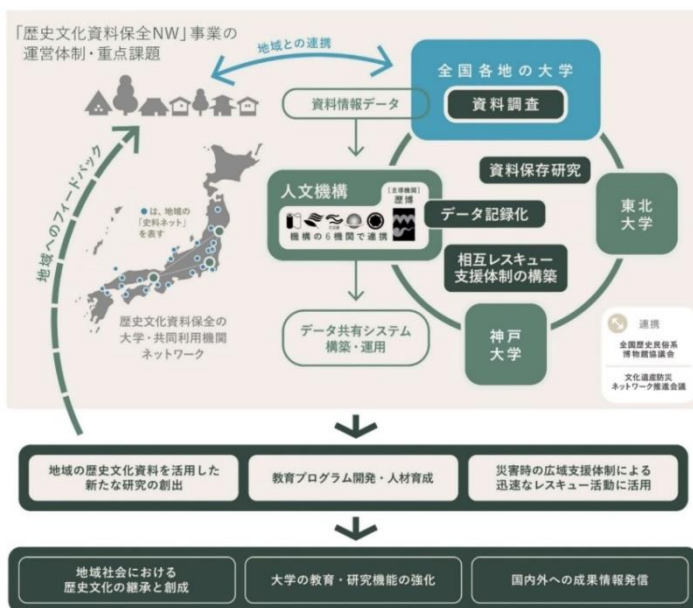 「歴史文化資料保全NW」事業の
運営体制・重点課題
地域との連携
全国各地の大学
資料調査
資料情報データ
資料保存研究
人文機構
[主導機関]
歴博
機構の6機関で連携
データ記録化
東北
大学
相互レスキュー
支援体制の構築
●は、地域の
「史料ネット」
を表す
地域へのフィードバック
歴史文化資料保全の
大学・共同利用機関
ネットワーク
データ共有システム
構築・運用
神戸
大学
連携
全国歴史民俗系
博物館協議会
文化遺産防災
ネットワーク推進会議
地域の歴史文化資料を活用した
新たな研究の創出
教育プログラム開発・人材育成
災害時の広域支援体制による
迅速なレスキュー活動に活用
地域社会における
歴史文化の継承と創成
大学の教育・研究機能の強化
国内外への成果情報発信